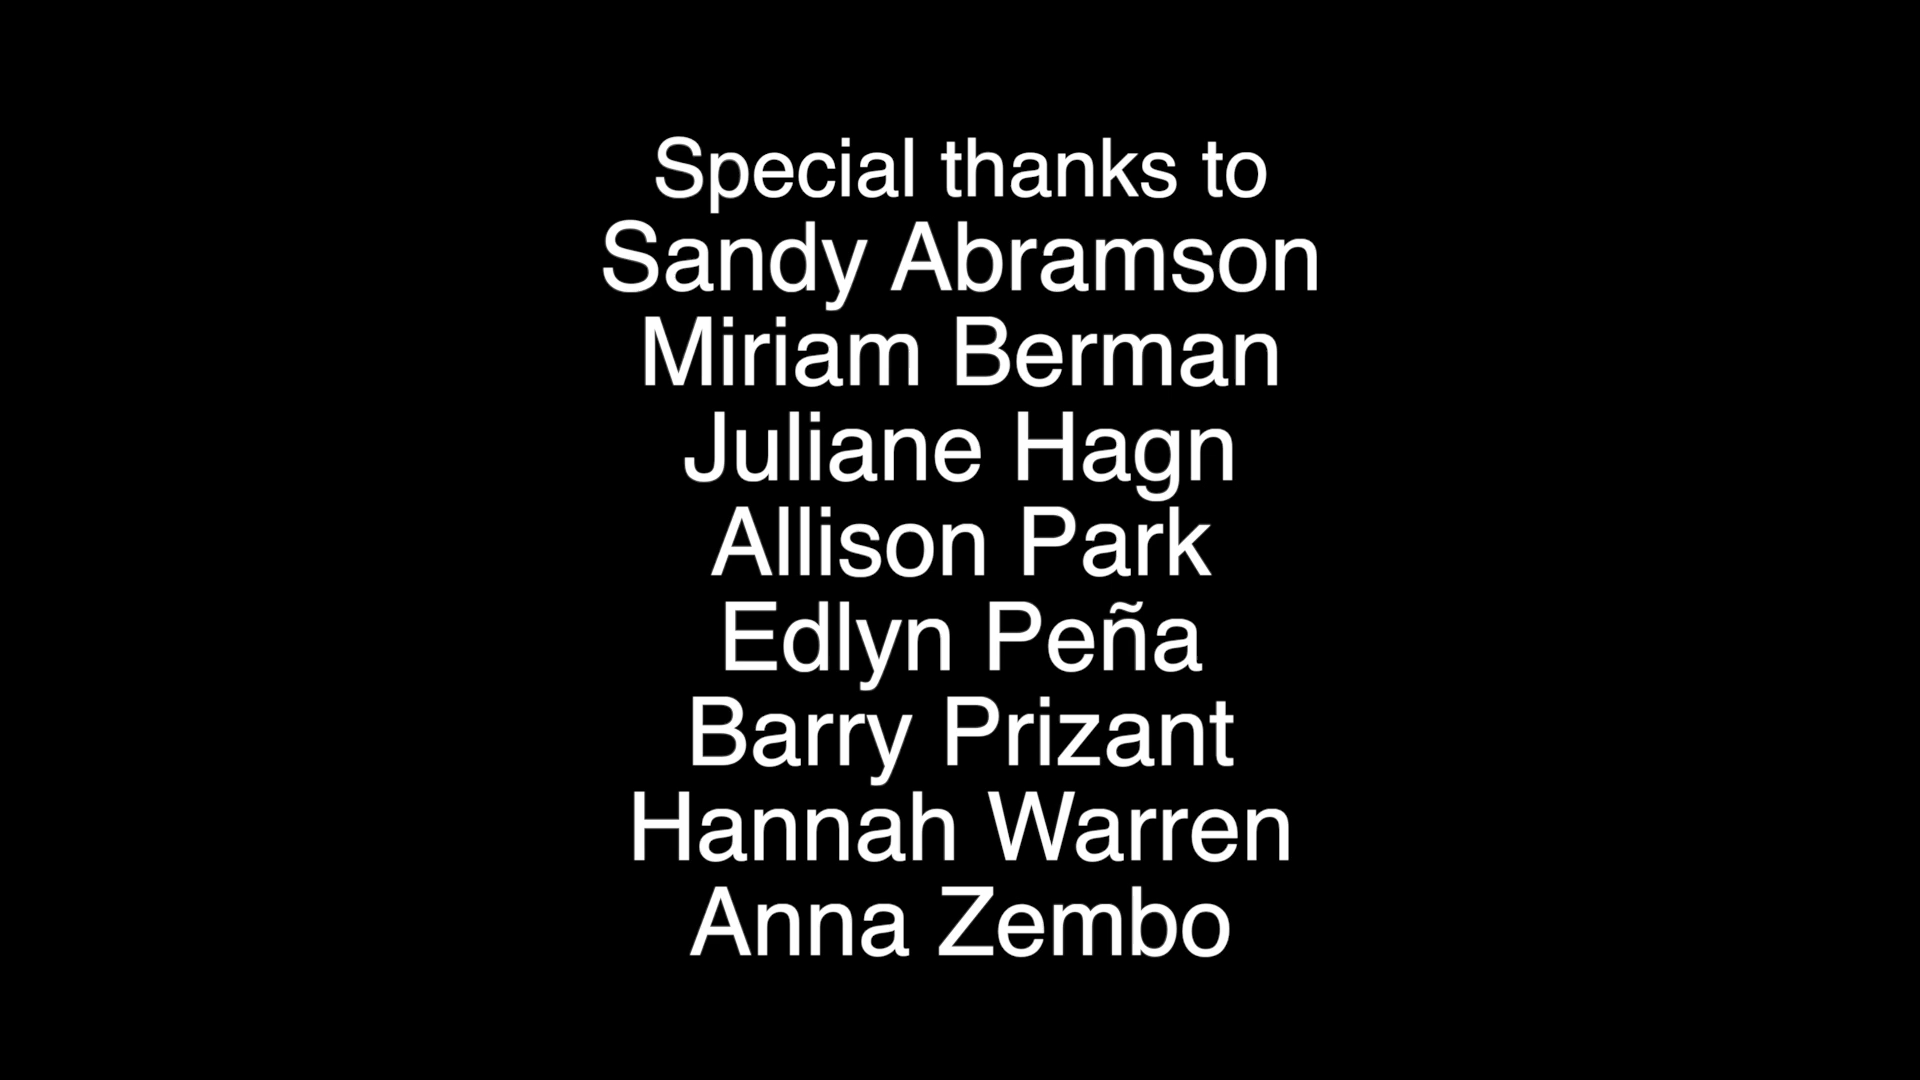 Special thanks to
Sandy Abramson
Miriam Berman
Juliane Hagn
Allison Park
Edlyn Peña
Barry Prizant
Hannah Warren
Anna Zembo